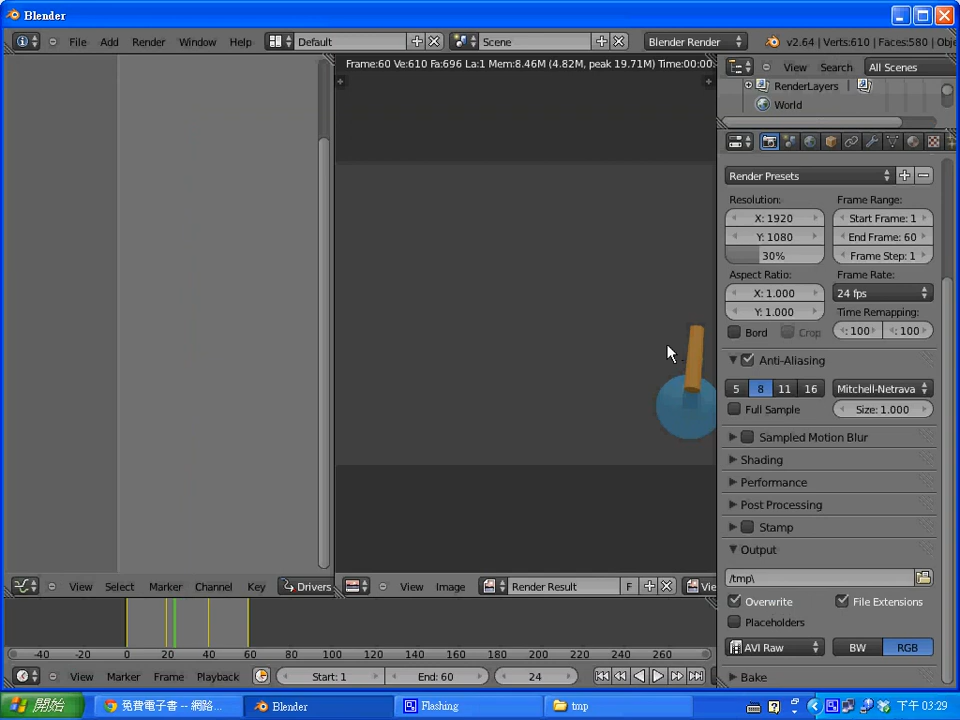 Blender
File Add Render Window Help Default Scene Blender Render v2.64 | Verts:610 | Faces:580 | Obje
Frame:60 Ve:610 Fa:696 La:1 Mem:8.46M (4.82M, peak 19.71M) Time:00:00.
View Search All Scenes
RenderLayers
World
Render Presets
Resolution: Frame Range:
X: 1920 Start Frame: 1
Y: 1080 End Frame: 60
30% Frame Step: 1
Aspect Ratio: Frame Rate:
X: 1.000 24 fps
Y: 1.000 Time Remapping:
Bord Crop : 100 : 100
Anti-Aliasing
5 8 11 16 Mitchell-Netrava
Full Sample Size: 1.000
Sampled Motion Blur
Shading
Performance
Post Processing
Stamp
Output
/tmp\
Overwrite File Extensions
Placeholders
AVI Raw BW RGB
Bake
View Select Marker Channel Key Drivers
View Image Render Result F Vie
-40 -20 0 20 40 60 80 100 120 140 160 180 200 220 240 260
View Marker Frame Playback Start: 1 End: 60 24
開始 免費電子書 -- 網路... Blender Flashing tmp 下午 03:29